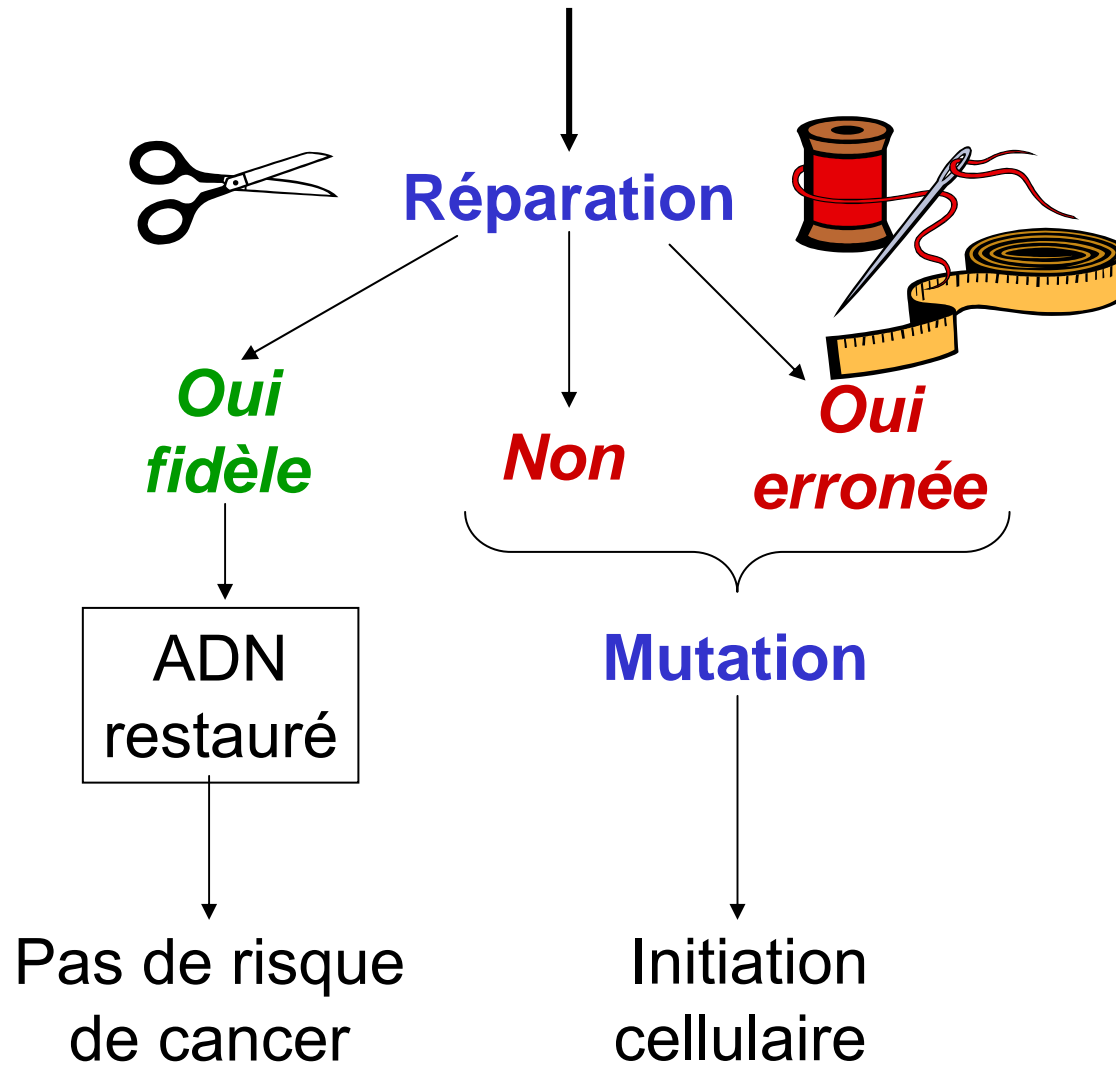 Réparation
Oui
fidèle
Non
Oui
erronée
ADN
restauré
Mutation
Pas de risque
de cancer
Initiation
cellulaire